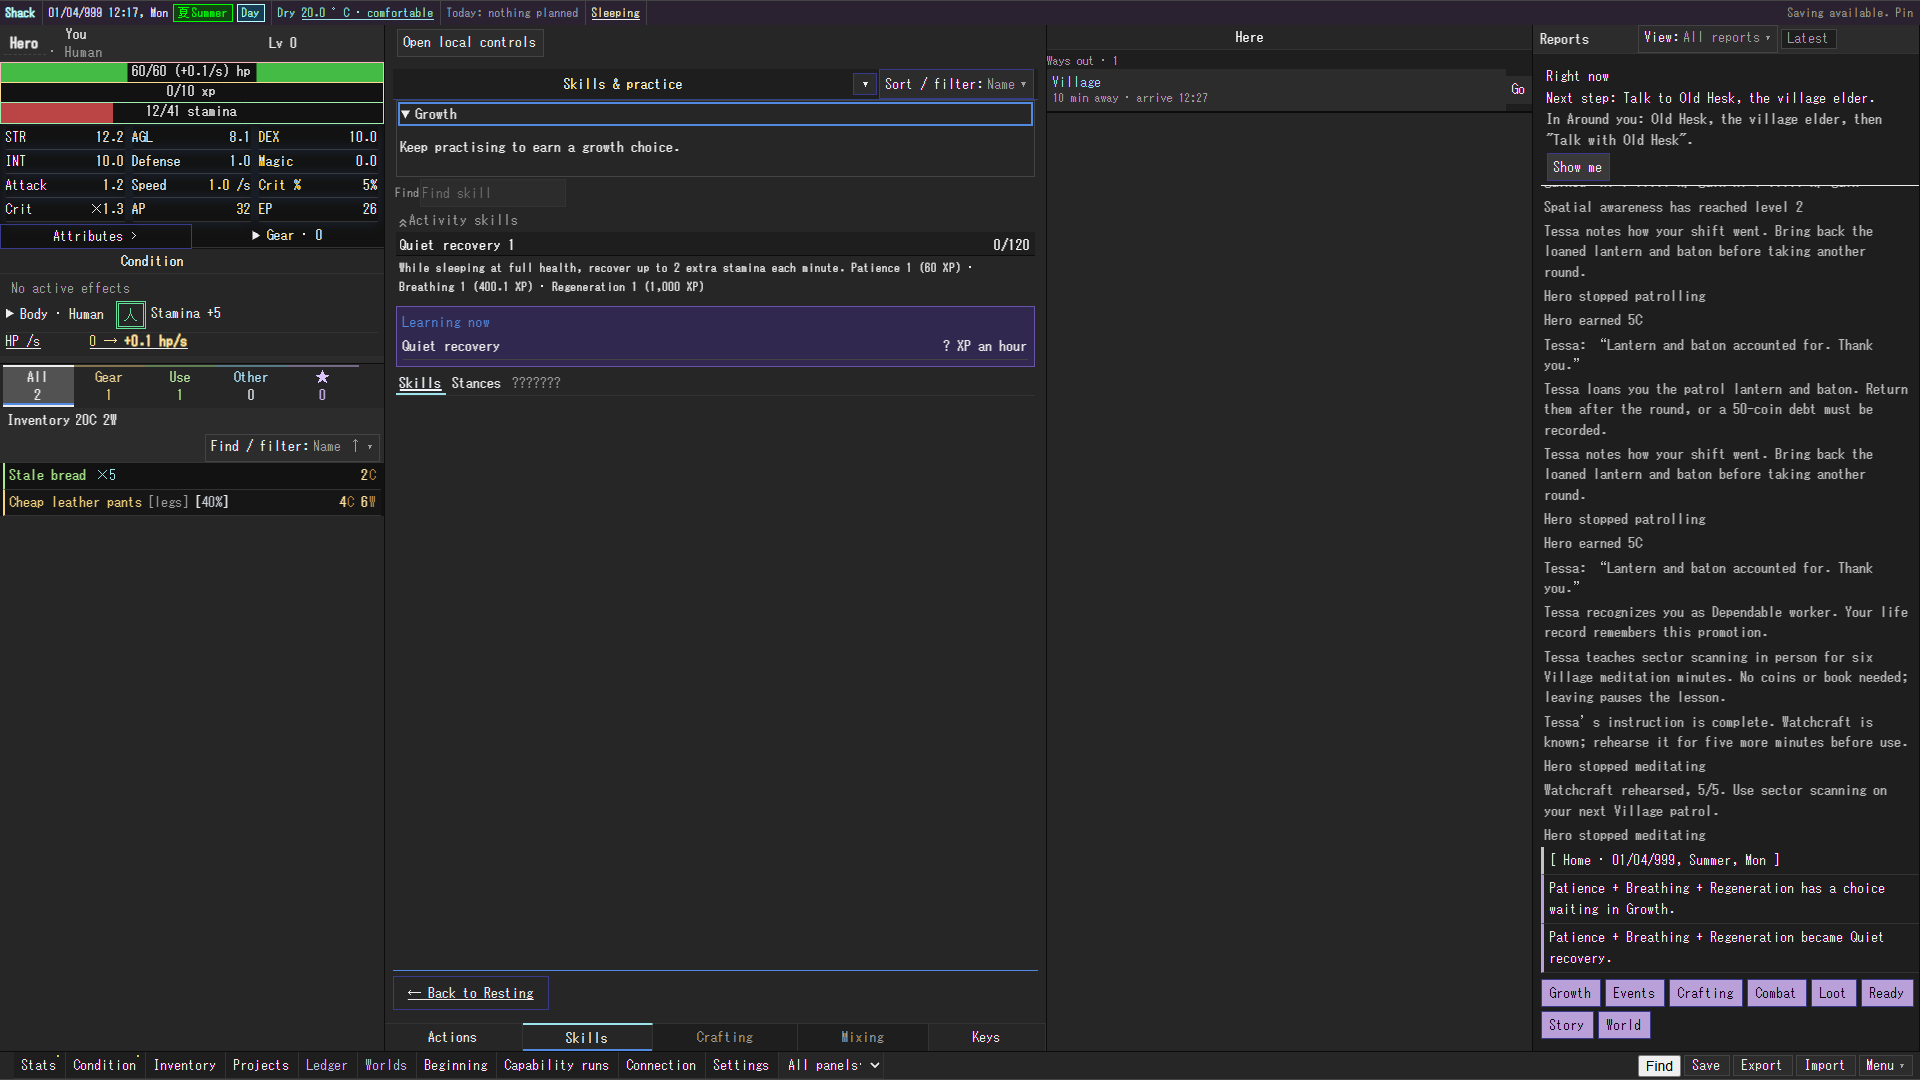 Shack 01/04/999 12:17, Mon 夏Summer Day Dry 20.0 °C · comfortable Today: nothing planned Sleeping Saving available. Pin
Hero · You Human Lv 0
60/60 (+0.1/s) hp
0/10 xp
12/41 stamina
STR 12.2 AGL 8.1 DEX 10.0
INT 10.0 Defense 1.0 Magic 0.0
Attack 1.2 Speed 1.0 /s Crit % 5%
Crit ×1.3 AP 32 EP 26
Attributes > ▶ Gear · 0
Condition
No active effects
▶ Body · Human 人 Stamina +5
HP /s 0 → +0.1 hp/s
All 2 Gear 1 Use 1 Other 0 ★ 0
Inventory 20C 2W
Find / filter: Name ↑ ▾
Stale bread ×5 2C
Cheap leather pants [legs] [40%] 4C 6W
Open local controls
Skills & practice ▾ Sort / filter: Name ▾
▼ Growth
Keep practising to earn a growth choice.
Find Find skill
Activity skills
Quiet recovery 1 0/120
While sleeping at full health, recover up to 2 extra stamina each minute. Patience 1 (60 XP) ·
Breathing 1 (400.1 XP) · Regeneration 1 (1,000 XP)
Learning now
Quiet recovery ? XP an hour
Skills Stances ???????
← Back to Resting
Actions Skills Crafting Mixing Keys
Here
Ways out · 1
Village
10 min away · arrive 12:27
Go
Reports View: All reports ▾ Latest
Right now
Next step: Talk to Old Hesk, the village elder.
In Around you: Old Hesk, the village elder, then
"Talk with Old Hesk".
Show me
Spatial awareness has reached level 2
Tessa notes how your shift went. Bring back the
loaned lantern and baton before taking another
round.
Hero stopped patrolling
Hero earned 5C
Tessa: “Lantern and baton accounted for. Thank
you.”
Tessa loans you the patrol lantern and baton. Return
them after the round, or a 50-coin debt must be
recorded.
Tessa notes how your shift went. Bring back the
loaned lantern and baton before taking another
round.
Hero stopped patrolling
Hero earned 5C
Tessa: “Lantern and baton accounted for. Thank
you.”
Tessa recognizes you as Dependable worker. Your life
record remembers this promotion.
Tessa teaches sector scanning in person for six
Village meditation minutes. No coins or book needed;
leaving pauses the lesson.
Tessa’s instruction is complete. Watchcraft is
known; rehearse it for five more minutes before use.
Hero stopped meditating
Watchcraft rehearsed, 5/5. Use sector scanning on
your next Village patrol.
Hero stopped meditating
[ Home · 01/04/999, Summer, Mon ]
Patience + Breathing + Regeneration has a choice
waiting in Growth.
Patience + Breathing + Regeneration became Quiet
recovery.
Growth Events Crafting Combat Loot Ready
Story World
Stats Condition Inventory Projects Ledger Worlds Beginning Capability runs Connection Settings All panels Find Save Export Import Menu ▾